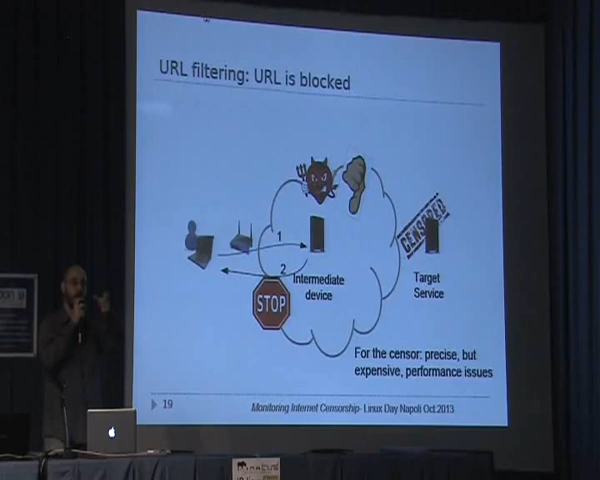 URL filtering: URL is blocked
CENSORED
1
2
Intermediate
device
Target
Service
STOP
For the censor: precise, but
expensive, performance issues
19
Monitoring Internet Censorship- Linux Day Napoli Oct.2013